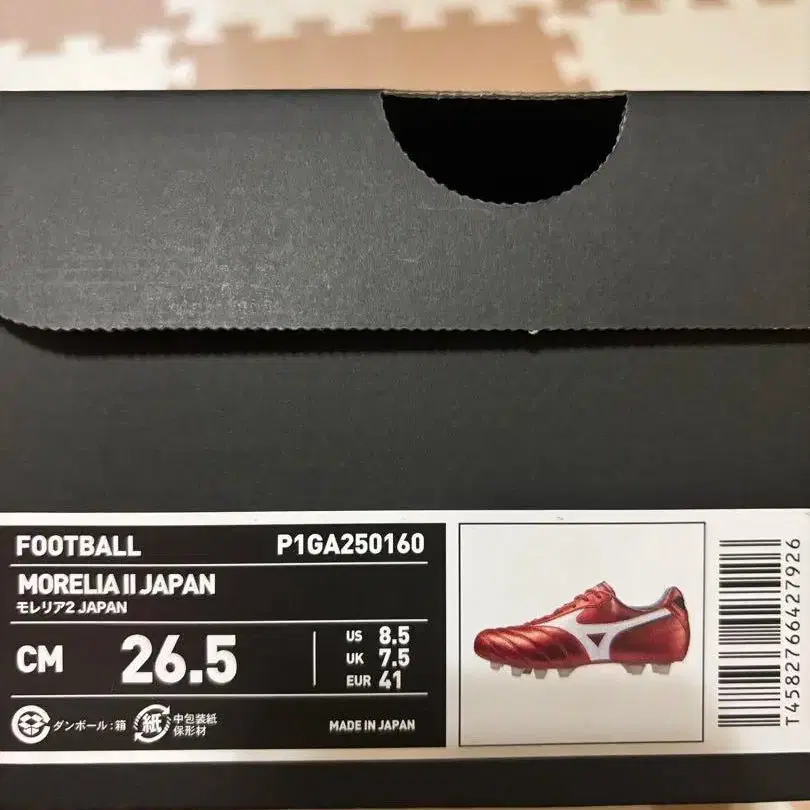 FOOTBALL P1GA250160
MORELIA II JAPAN
モレリア2 JAPAN
CM 26.5
US 8.5
UK 7.5
EUR 41
ダンボール:箱
紙
中包装紙
保形材
MADE IN JAPAN
T4582766427926